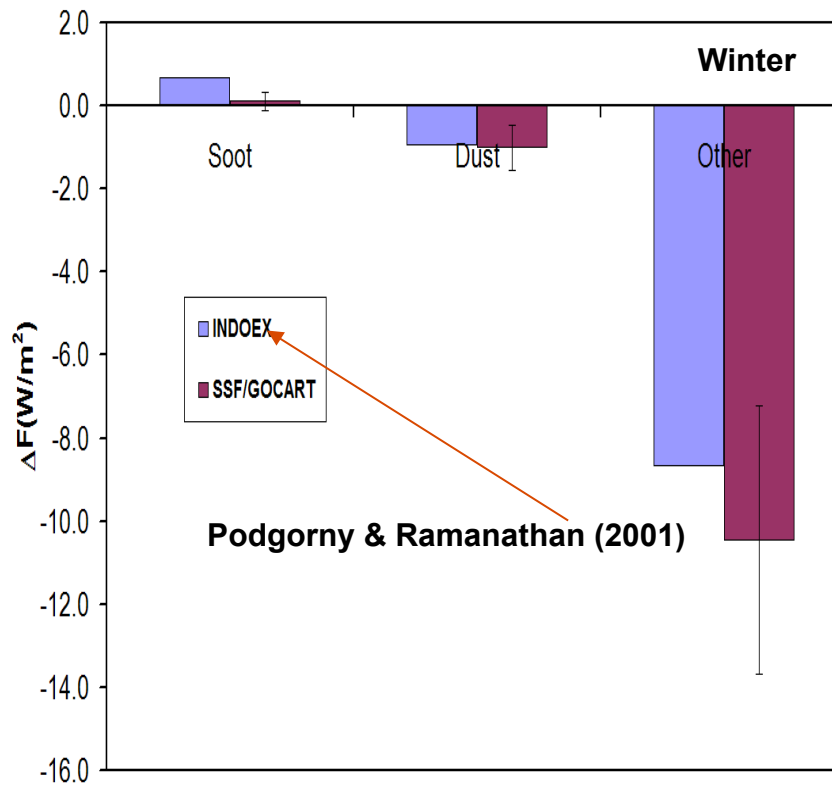 2.0
Winter
0.0
Soot Dust Other
-2.0
-4.0
INDOEX
-6.0
SSF/GOCART
ΔF(W/m²)
-8.0
-10.0
Podgorny & Ramanathan (2001)
-12.0
-14.0
-16.0